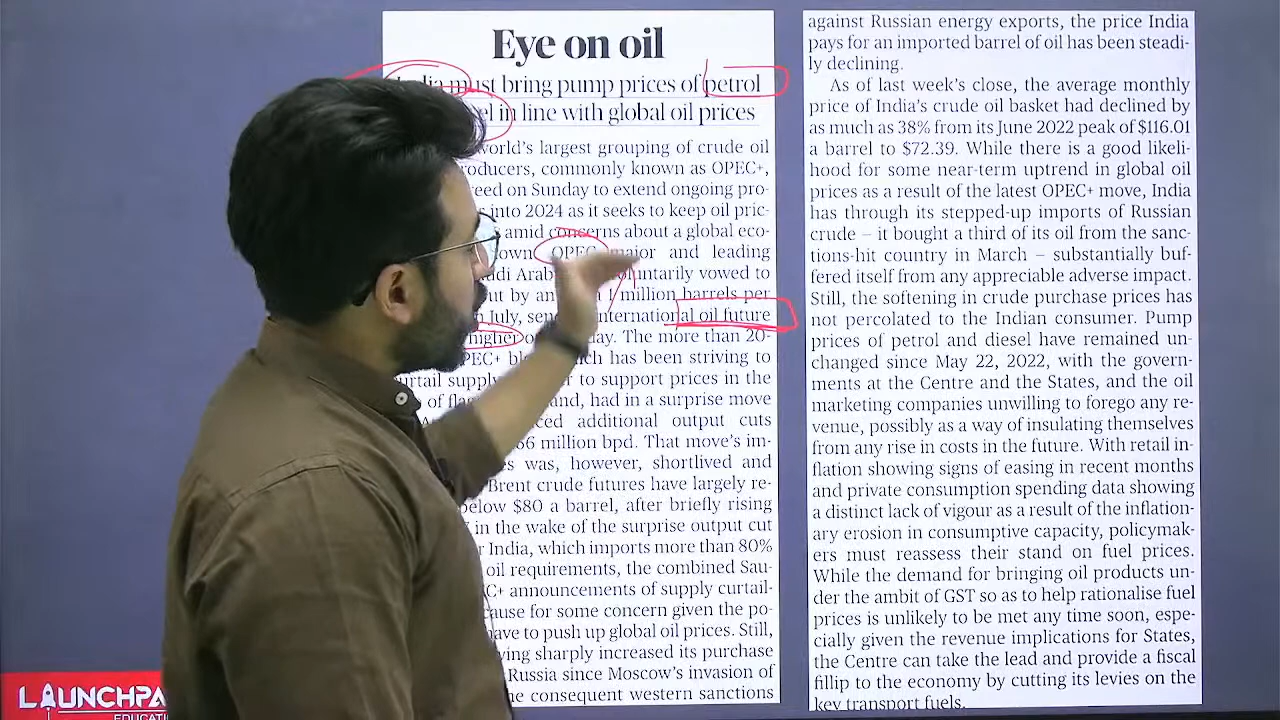 Eye on oil
India must bring pump prices of petrol
in line with global oil prices
world's largest grouping of crude oil
commonly known as OPEC+,
on Sunday to extend ongoing pro-
into 2024 as it seeks to keep oil pric-
amid concerns about a global eco-
OPEC major and leading
voluntarily vowed to
by an million barrels per
July, international oil future
higher The more than 20-
has been striving to
curtail supply to support prices in the
of had in a surprise move
additional output cuts
66 million bpd. That move's im-
was, however, shortlived and
Brent crude futures have largely re-
below $80 a barrel, after briefly rising
in the wake of the surprise output cut
India, which imports more than 80%
oil requirements, the combined Sau-
announcements of supply curtail-
cause for some concern given the po-
have to push up global oil prices. Still,
sharply increased its purchase
Russia since Moscow's invasion of
consequent western sanctions
against Russian energy exports, the price India
pays for an imported barrel of oil has been steadi-
ly declining.
As of last week's close, the average monthly
price of India's crude oil basket had declined by
as much as 38% from its June 2022 peak of $116.01
a barrel to $72.39. While there is a good likeli-
hood for some near-term uptrend in global oil
prices as a result of the latest OPEC+ move, India
has through its stepped-up imports of Russian
crude – it bought a third of its oil from the sanc-
tions-hit country in March – substantially buf-
fered itself from any appreciable adverse impact.
Still, the softening in crude purchase prices has
not percolated to the Indian consumer. Pump
prices of petrol and diesel have remained un-
changed since May 22, 2022, with the govern-
ments at the Centre and the States, and the oil
marketing companies unwilling to forego any re-
venue, possibly as a way of insulating themselves
from any rise in costs in the future. With retail in-
flation showing signs of easing in recent months
and private consumption spending data showing
a distinct lack of vigour as a result of the inflation-
ary erosion in consumptive capacity, policymak-
ers must reassess their stand on fuel prices.
While the demand for bringing oil products un-
der the ambit of GST so as to help rationalise fuel
prices is unlikely to be met any time soon, espe-
cially given the revenue implications for States,
the Centre can take the lead and provide a fiscal
fillip to the economy by cutting its levies on the
key transport fuels.
LAUNCHPA
EDUCATI